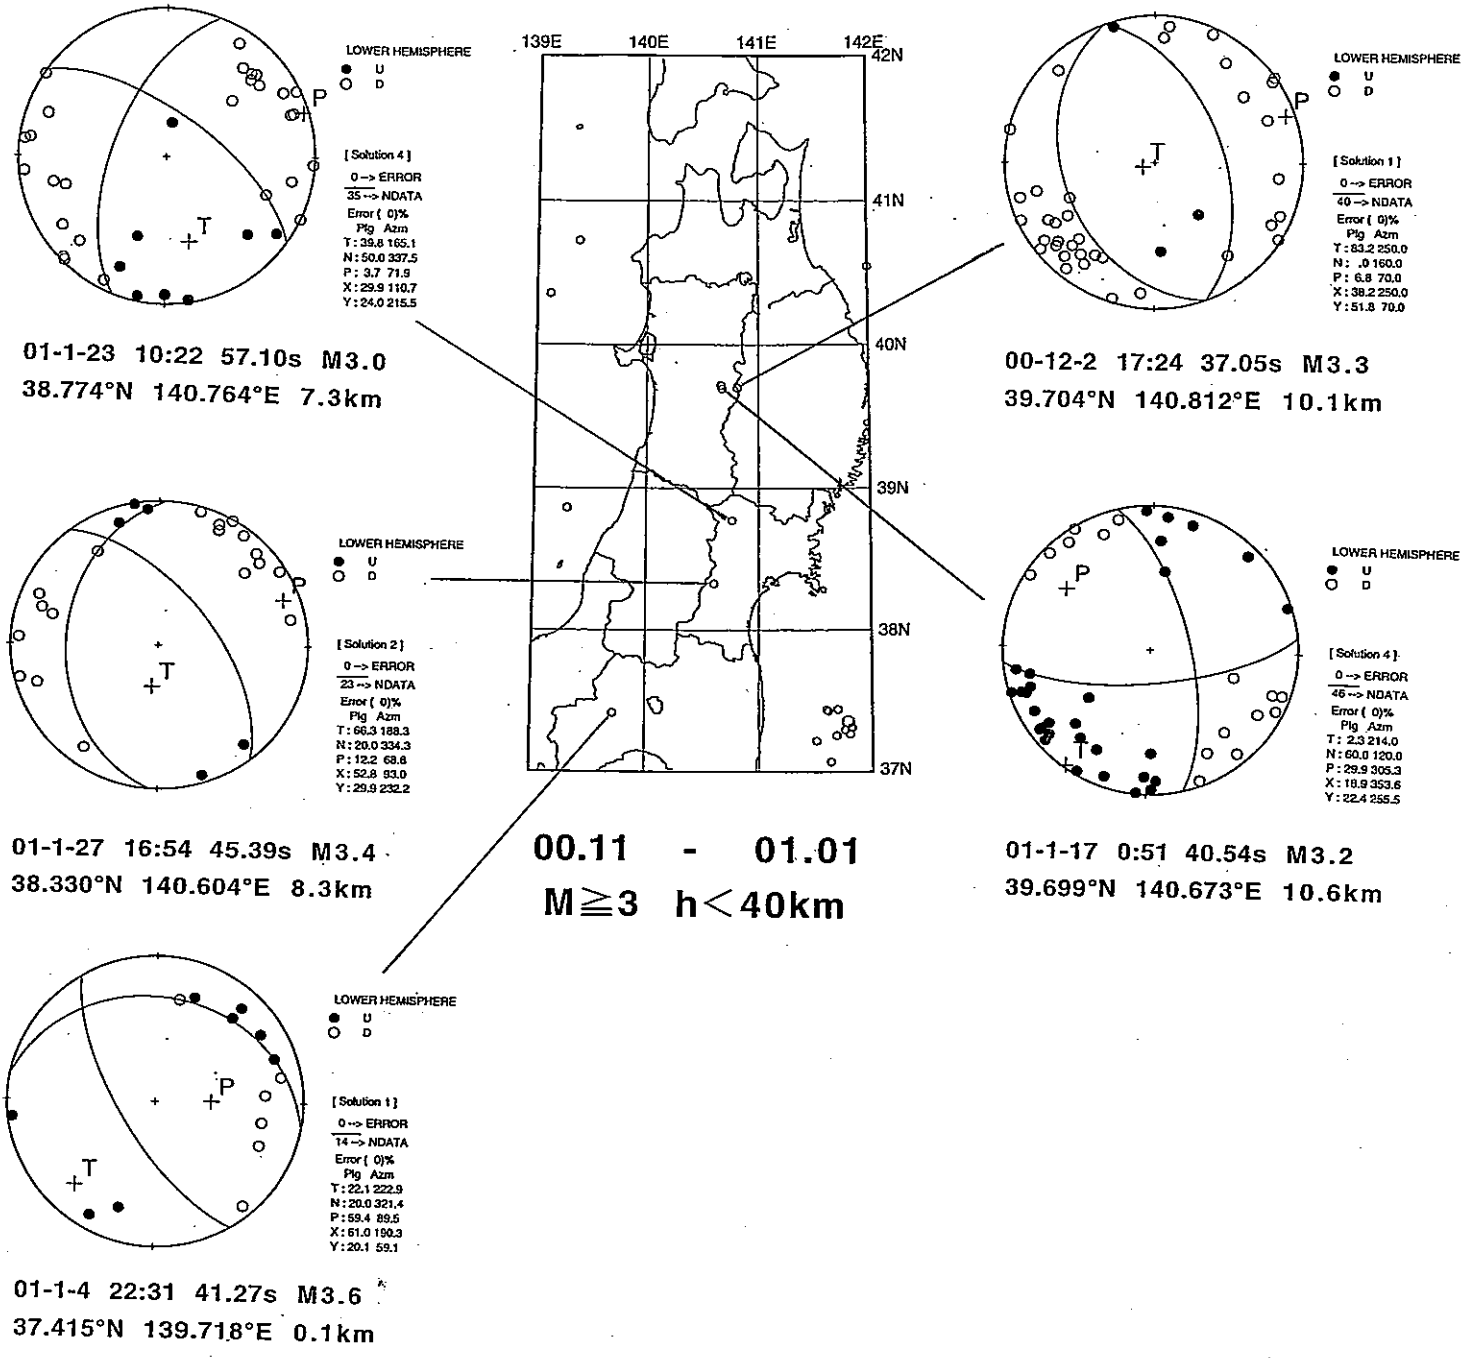 P
T
LOWER HEMISPHERE
U
D
[ Solution 4 ]
0 --> ERROR
35 --> NDATA
Error ( 0)%
Plg Azm
T : 39.8 165.1
N : 50.0 337.5
P : 3.7 71.9
X : 29.9 110.7
Y : 24.0 215.5
01-1-23 10:22 57.10s M3.0
38.774°N 140.764°E 7.3km
139E 140E 141E 142E
42N
41N
40N
39N
38N
37N
P
T
LOWER HEMISPHERE
U
D
[ Solution 1 ]
0 --> ERROR
40 --> NDATA
Error ( 0)%
Plg Azm
T : 83.2 250.0
N : .0 160.0
P : 6.8 70.0
X : 38.2 250.0
Y : 51.8 70.0
00-12-2 17:24 37.05s M3.3
39.704°N 140.812°E 10.1km
P
T
LOWER HEMISPHERE
U
D
[ Solution 2 ]
0 --> ERROR
23 --> NDATA
Error ( 0)%
Plg Azm
T : 66.3 188.3
N : 20.0 334.3
P : 12.2 68.6
X : 52.8 93.0
Y : 29.9 232.2
01-1-27 16:54 45.39s M3.4
38.330°N 140.604°E 8.3km
P
T
LOWER HEMISPHERE
U
D
[ Solution 4 ]
0 --> ERROR
46 --> NDATA
Error ( 0)%
Plg Azm
T : 2.3 214.0
N : 60.0 120.0
P : 29.9 305.3
X : 18.9 353.6
Y : 22.4 255.5
01-1-17 0:51 40.54s M3.2
39.699°N 140.673°E 10.6km
00.11 - 01.01
M≧3 h<40km
P
T
LOWER HEMISPHERE
U
D
[ Solution 1 ]
0 --> ERROR
14 --> NDATA
Error ( 0)%
Plg Azm
T : 22.1 222.9
N : 20.0 321.4
P : 59.4 89.5
X : 61.0 190.3
Y : 20.1 59.1
01-1-4 22:31 41.27s M3.6
37.415°N 139.718°E 0.1km